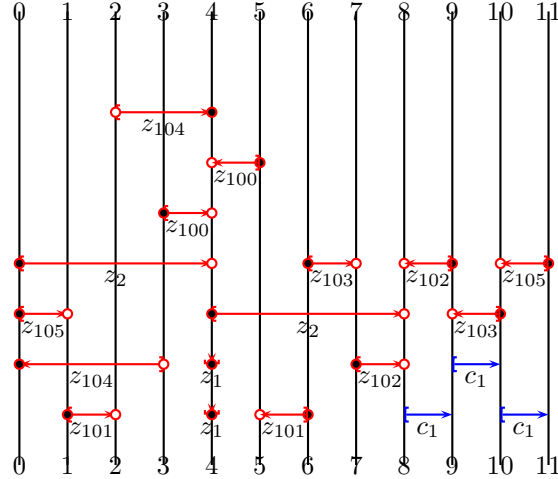 0 1 2 3 4 5 6 7 8 9 10 11
z₁₀₄
z₁₀₀
z₁₀₀
z₂ z₁₀₃ z₁₀₂ z₁₀₅
z₁₀₅ z₂ z₁₀₃
z₁₀₄ z₁ z₁₀₂ c₁
z₁₀₁ z₁ z₁₀₁ c₁ c₁
0 1 2 3 4 5 6 7 8 9 10 11